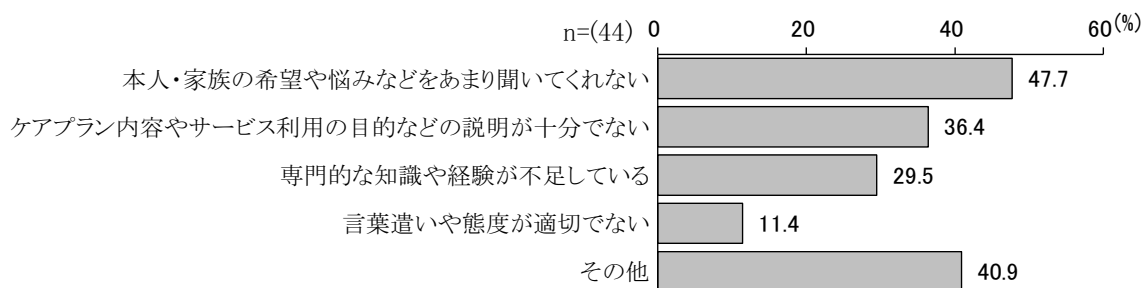 n=(44) 0 20 40 60 (%)
本人・家族の希望や悩みなどをあまり聞いてくれない 47.7
ケアプラン内容やサービス利用の目的などの説明が十分でない 36.4
専門的な知識や経験が不足している 29.5
言葉遣いや態度が適切でない 11.4
その他 40.9